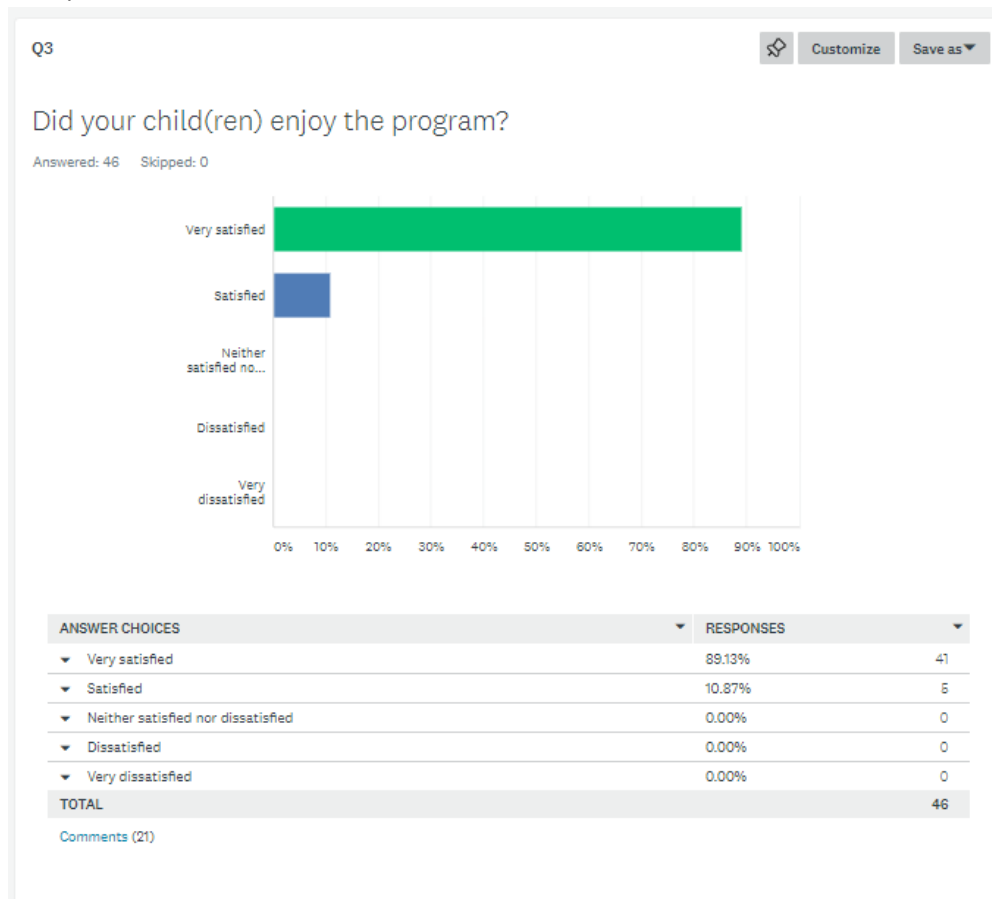 Q3
Customize
Save as
Did your child(ren) enjoy the program?
Answered: 46 Skipped: 0
Very satisfied
Satisfied
Neither
satisfied no...
Dissatisfied
Very
dissatisfied
0% 10% 20% 30% 40% 50% 60% 70% 80% 90% 100%
ANSWER CHOICES RESPONSES
Very satisfied 89.13% 41
Satisfied 10.87% 5
Neither satisfied nor dissatisfied 0.00% 0
Dissatisfied 0.00% 0
Very dissatisfied 0.00% 0
TOTAL 46
Comments (21)